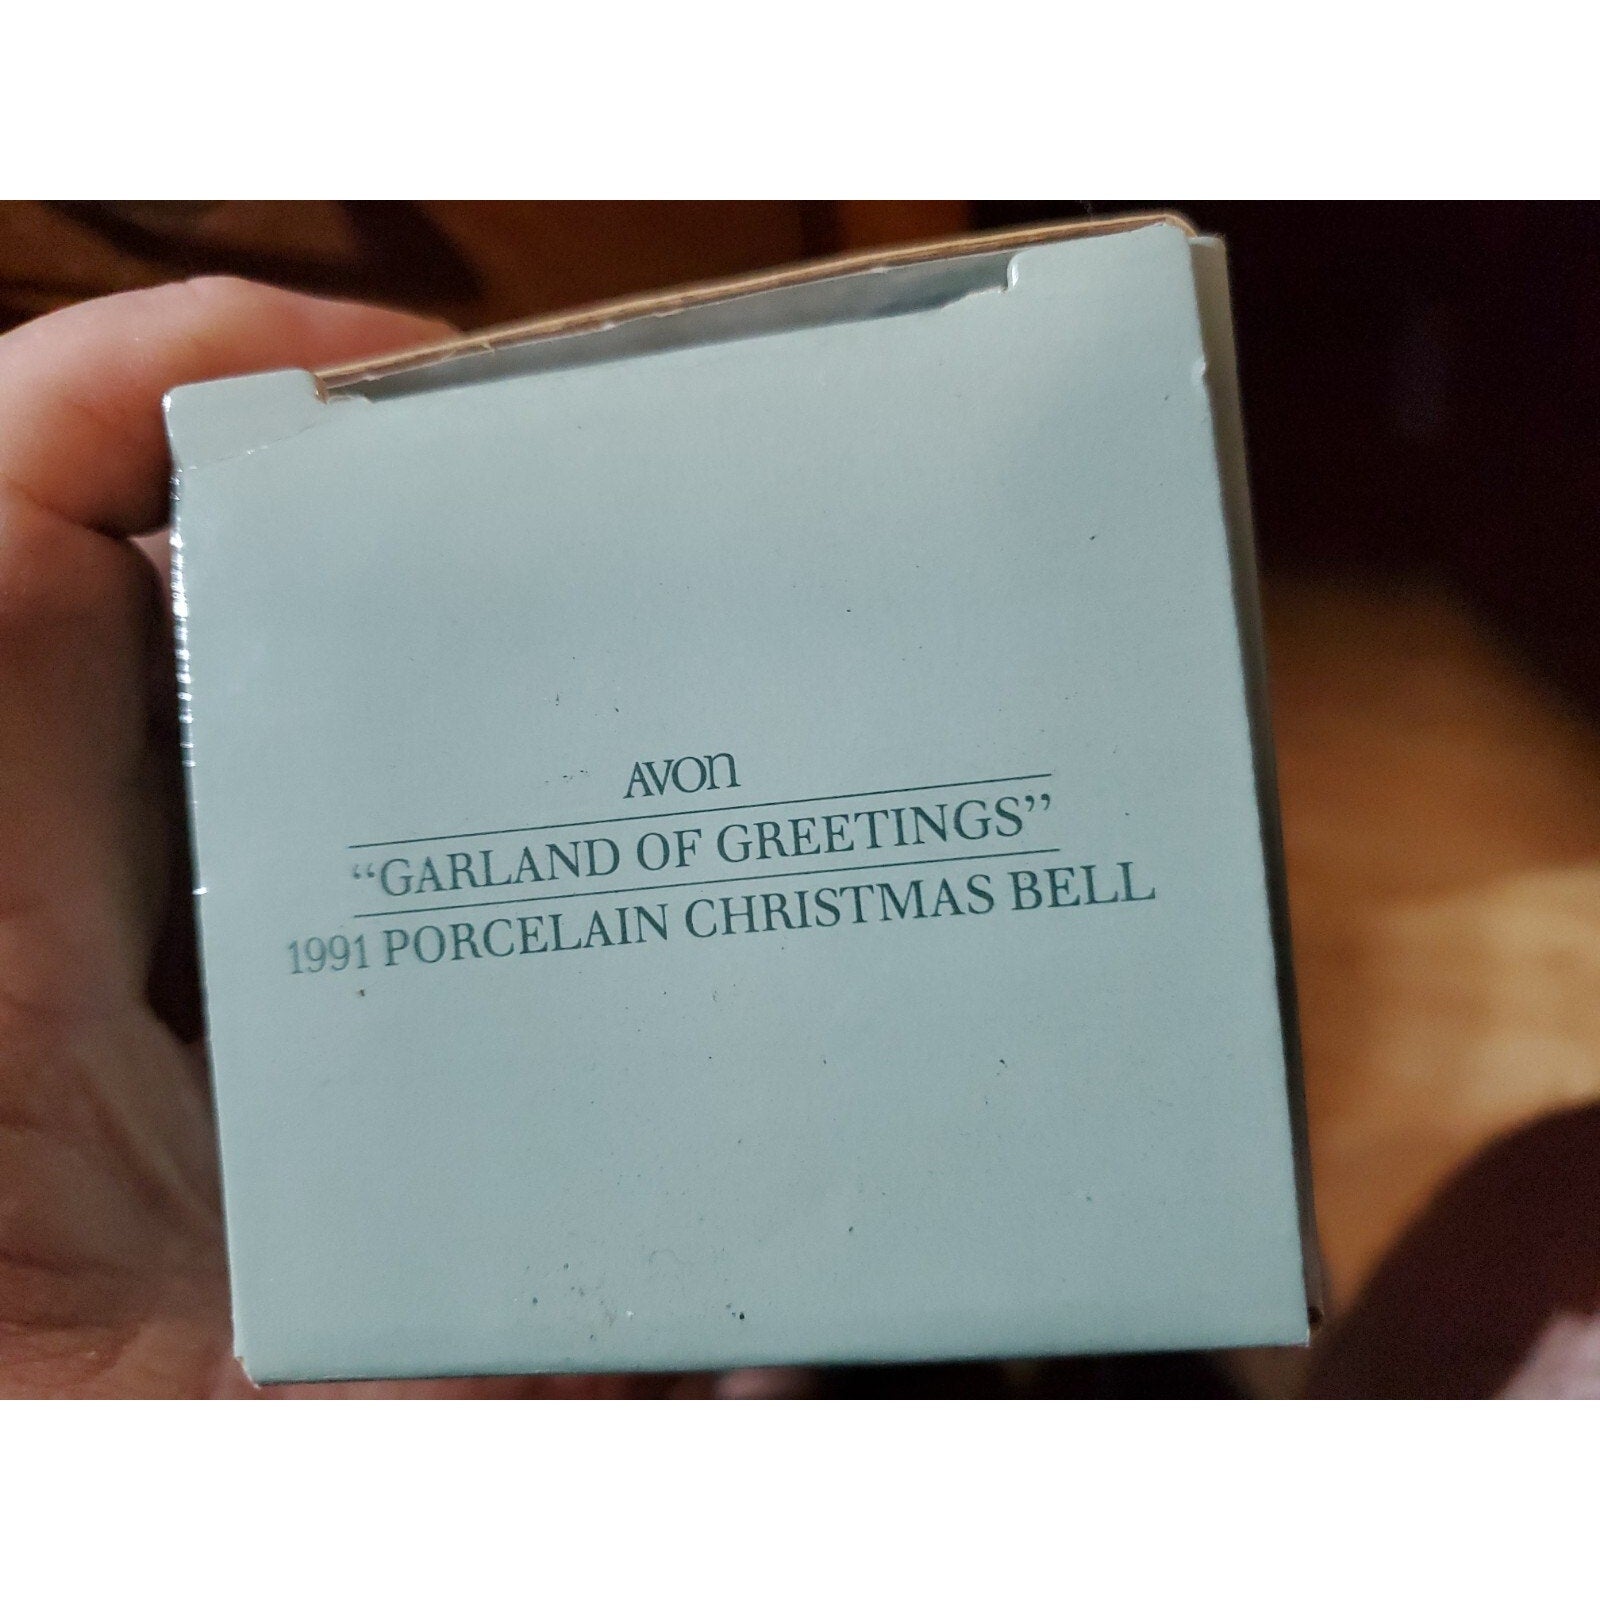 AVON
“GARLAND OF GREETINGS”
1991 PORCELAIN CHRISTMAS BELL